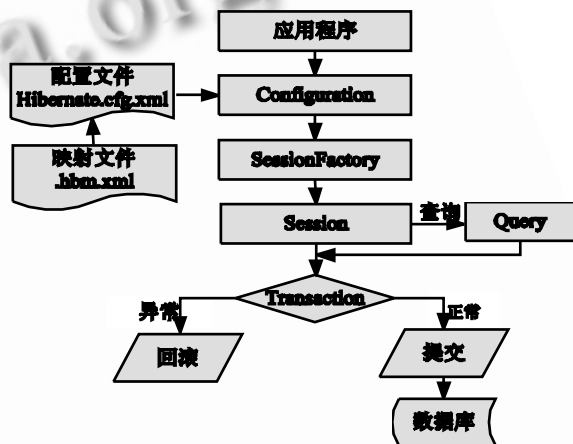 应用程序
配置文件
Hibernate.cfg.xml
Configuration
映射文件
.hbm.xml
SessionFactory
Session
查询
Query
Transaction
异常
正常
回滚
提交
数据库